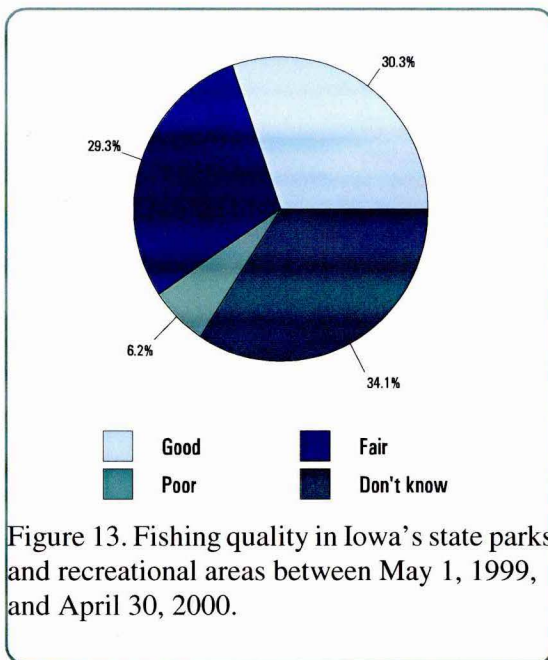 30.3%
29.3%
6.2%
34.1%
Good
Fair
Poor
Don't know
Figure 13. Fishing quality in Iowa's state parks
and recreational areas between May 1, 1999,
and April 30, 2000.